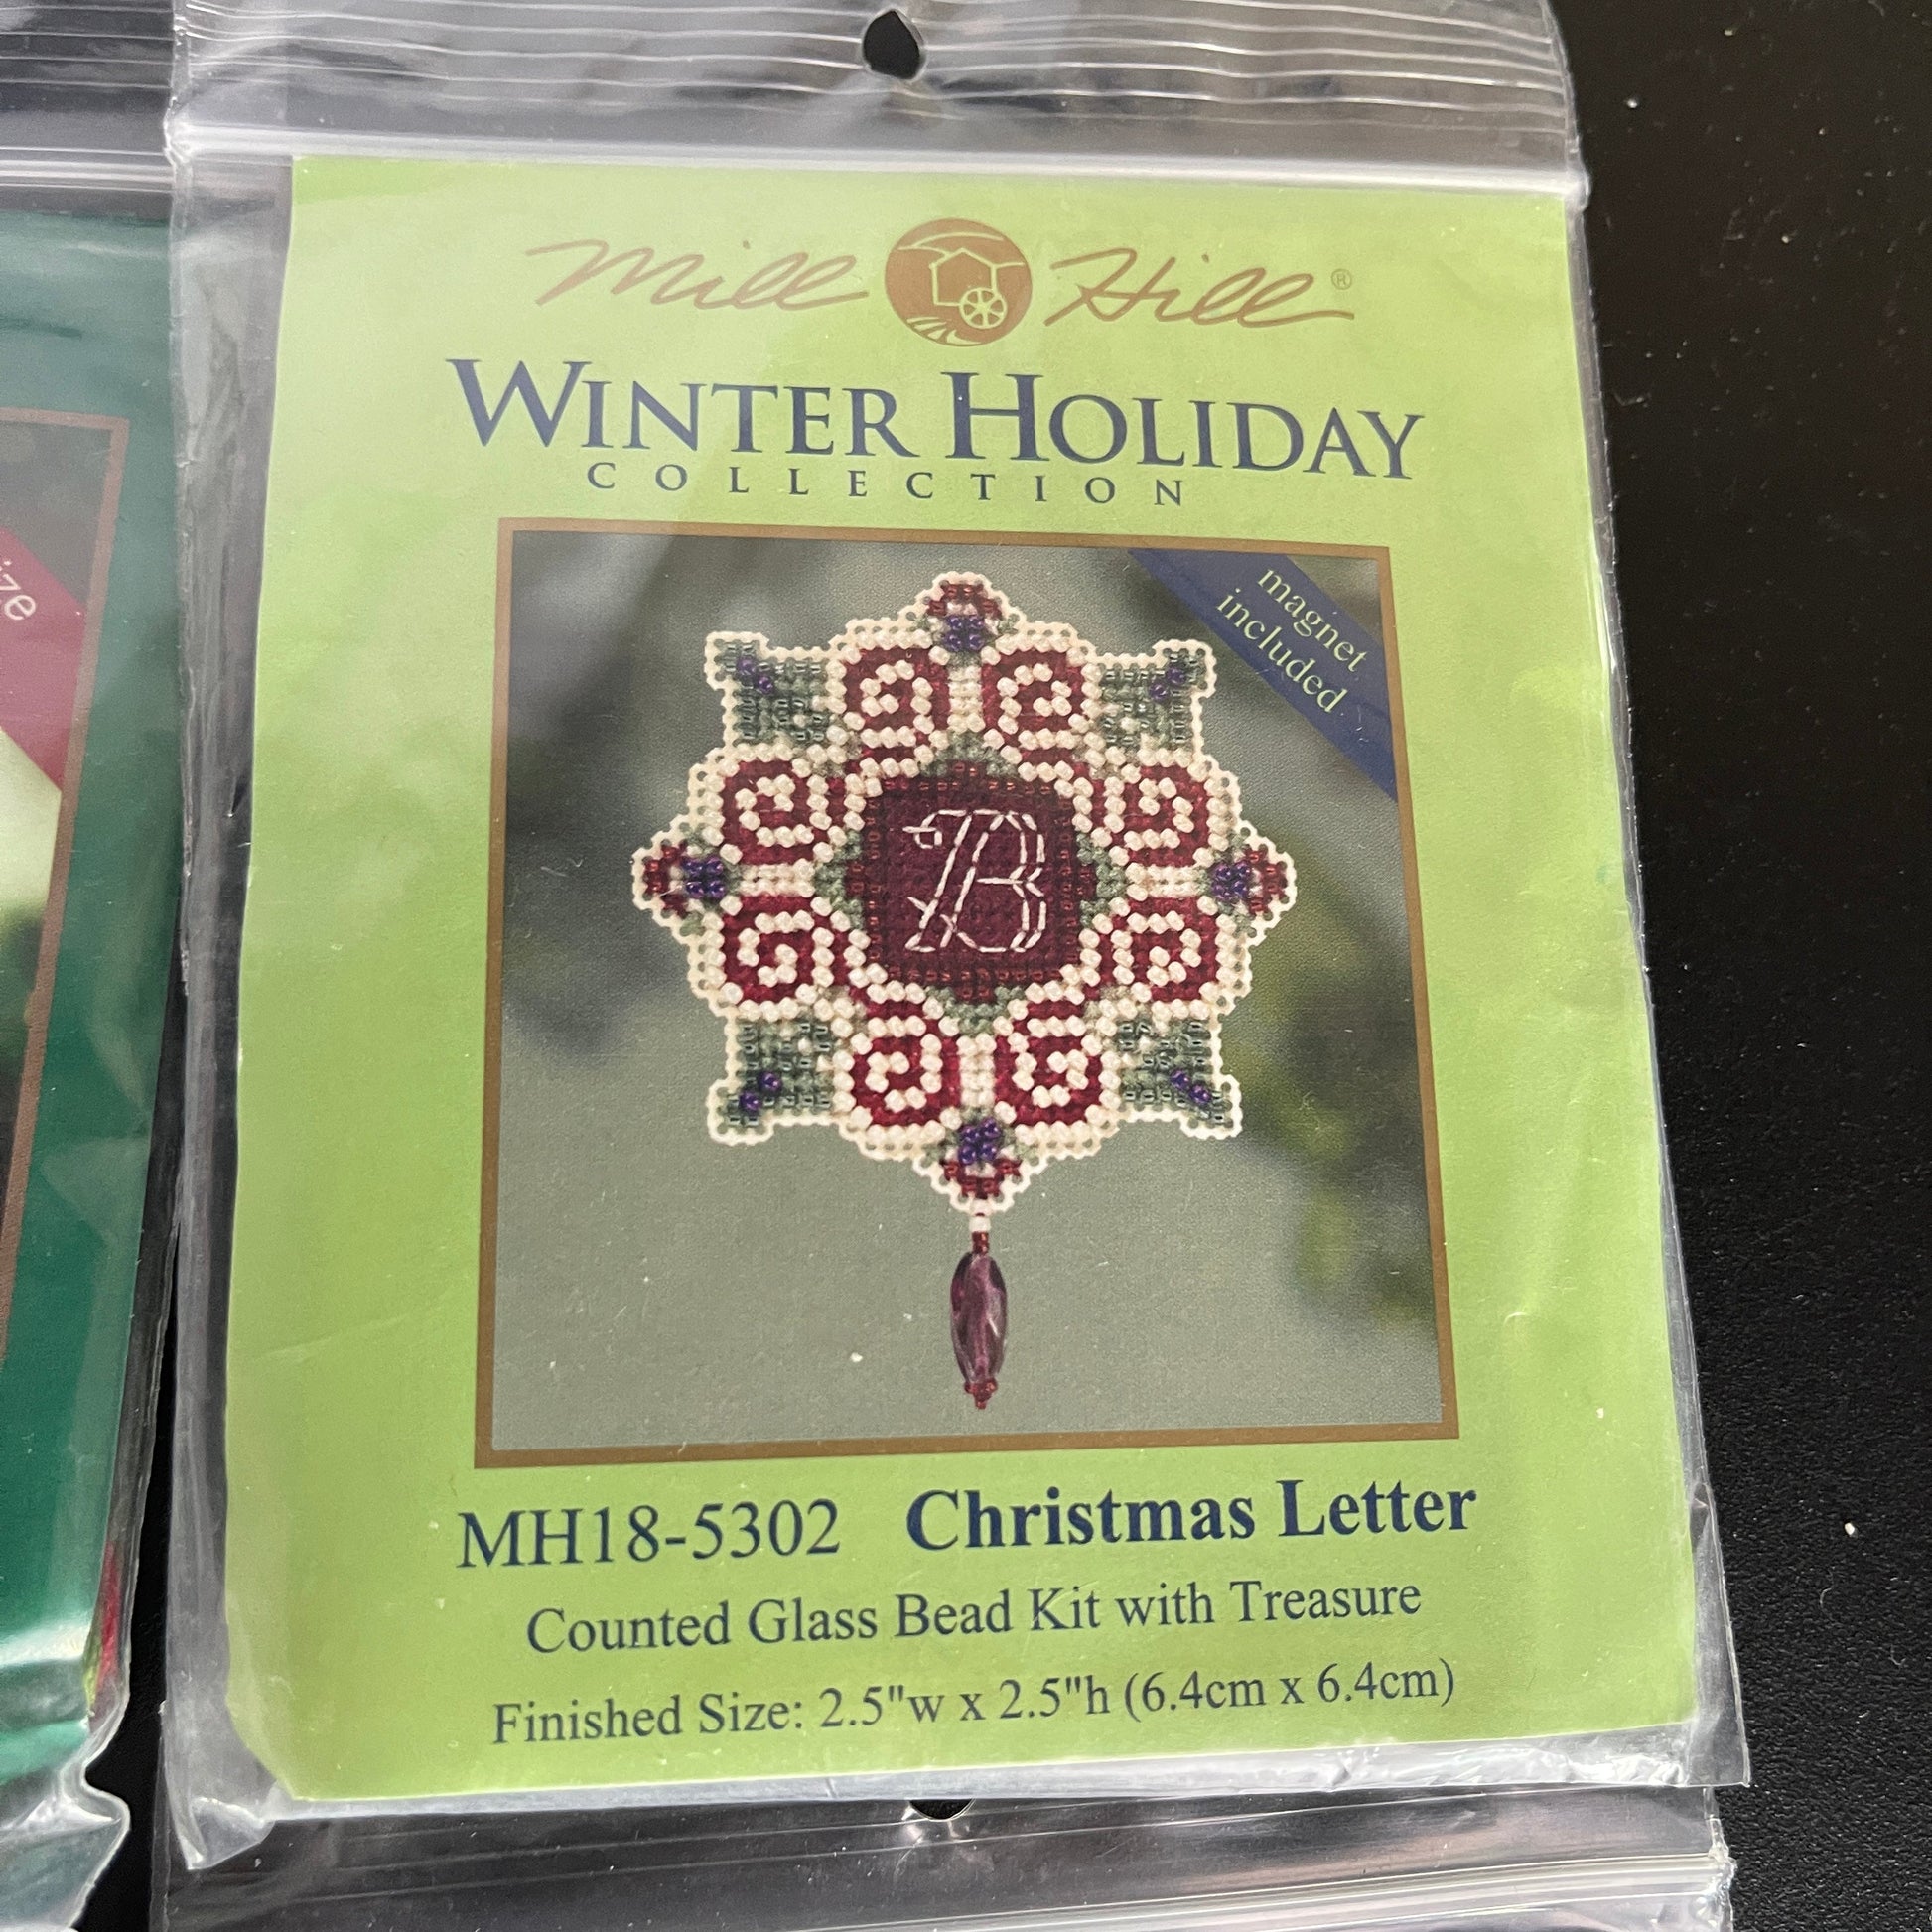 Mill Hill®
WINTER HOLIDAY
COLLECTION
magnet
included
B
MH18-5302 Christmas Letter
Counted Glass Bead Kit with Treasure
Finished Size: 2.5"w x 2.5"h (6.4cm x 6.4cm)